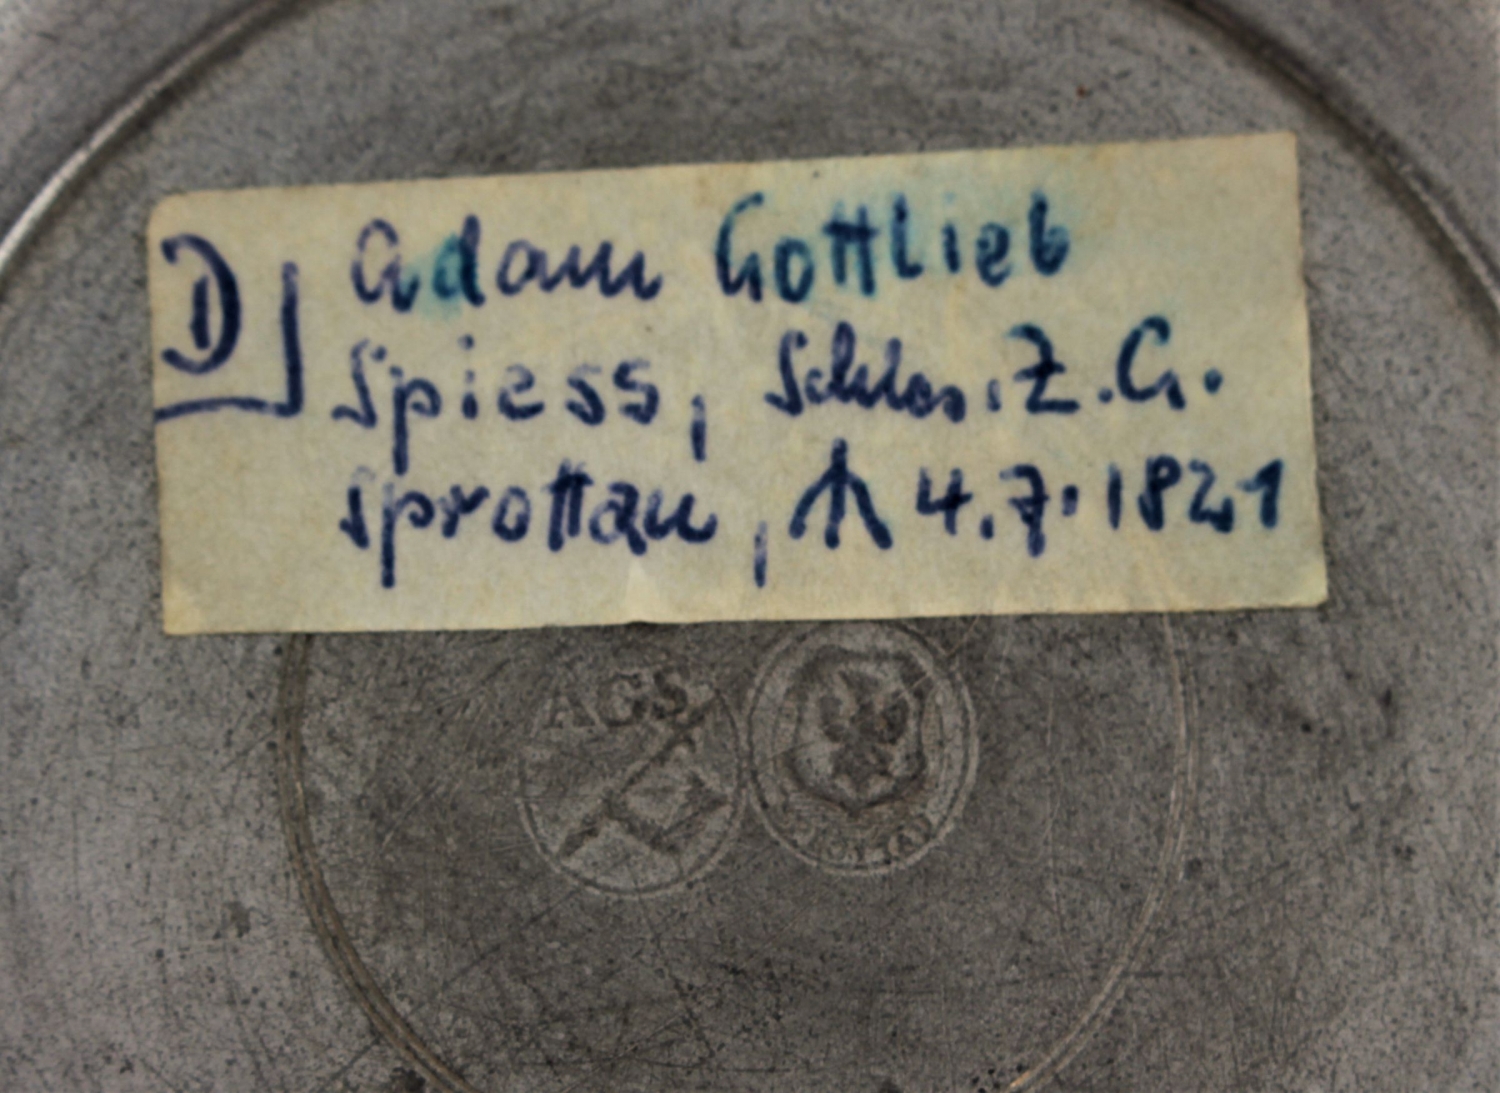 D Adam Gottlieb
Spiess, Schles. Z.G.
Sprottau, ᛣ 4.7.1821
AGS